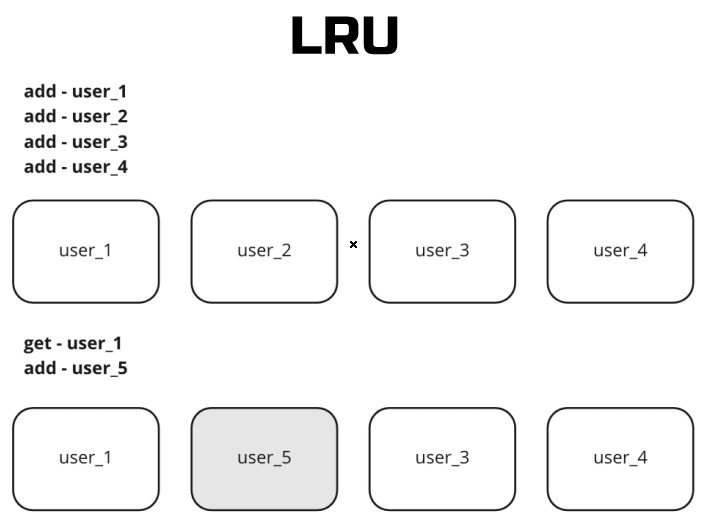 LRU
add - user_1
add - user_2
add - user_3
add - user_4
user_1 user_2 × user_3 user_4
get - user_1
add - user_5
user_1 user_5 user_3 user_4